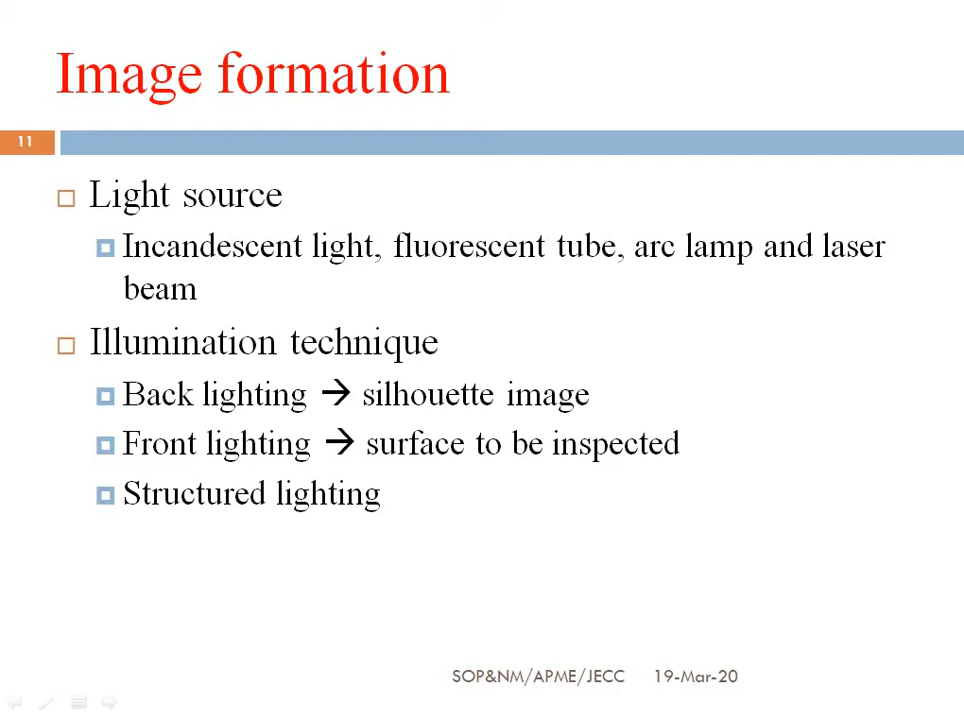 Image formation
11
Light source
Incandescent light, fluorescent tube, arc lamp and laser
beam
Illumination technique
Back lighting → silhouette image
Front lighting → surface to be inspected
Structured lighting
SOP&NM/APME/JECC 19-Mar-20